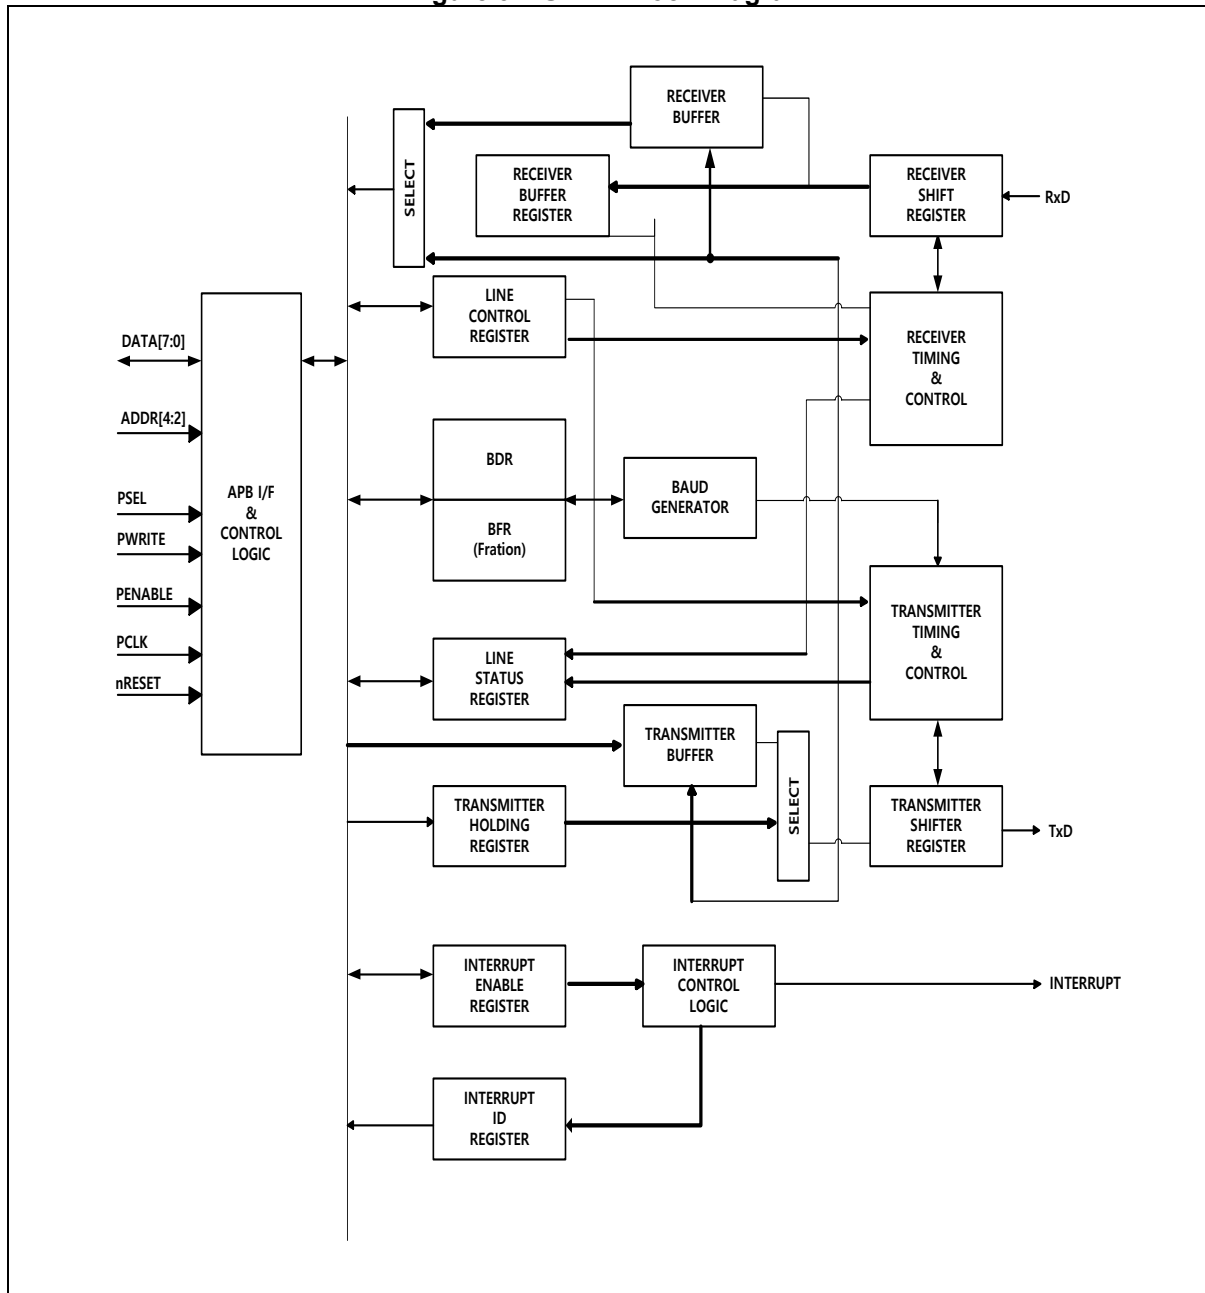 RECEIVER
BUFFER
SELECT
RECEIVER
BUFFER
REGISTER
RECEIVER
SHIFT
REGISTER
RxD
LINE
CONTROL
REGISTER
RECEIVER
TIMING
&
CONTROL
DATA[7:0]
ADDR[4:2]
PSEL
PWRITE
PENABLE
PCLK
nRESET
APB I/F
&
CONTROL
LOGIC
BDR
BFR
(Fration)
BAUD
GENERATOR
TRANSMITTER
TIMING
&
CONTROL
LINE
STATUS
REGISTER
TRANSMITTER
BUFFER
SELECT
TRANSMITTER
HOLDING
REGISTER
TRANSMITTER
SHIFTER
REGISTER
TxD
INTERRUPT
ENABLE
REGISTER
INTERRUPT
CONTROL
LOGIC
INTERRUPT
INTERRUPT
ID
REGISTER